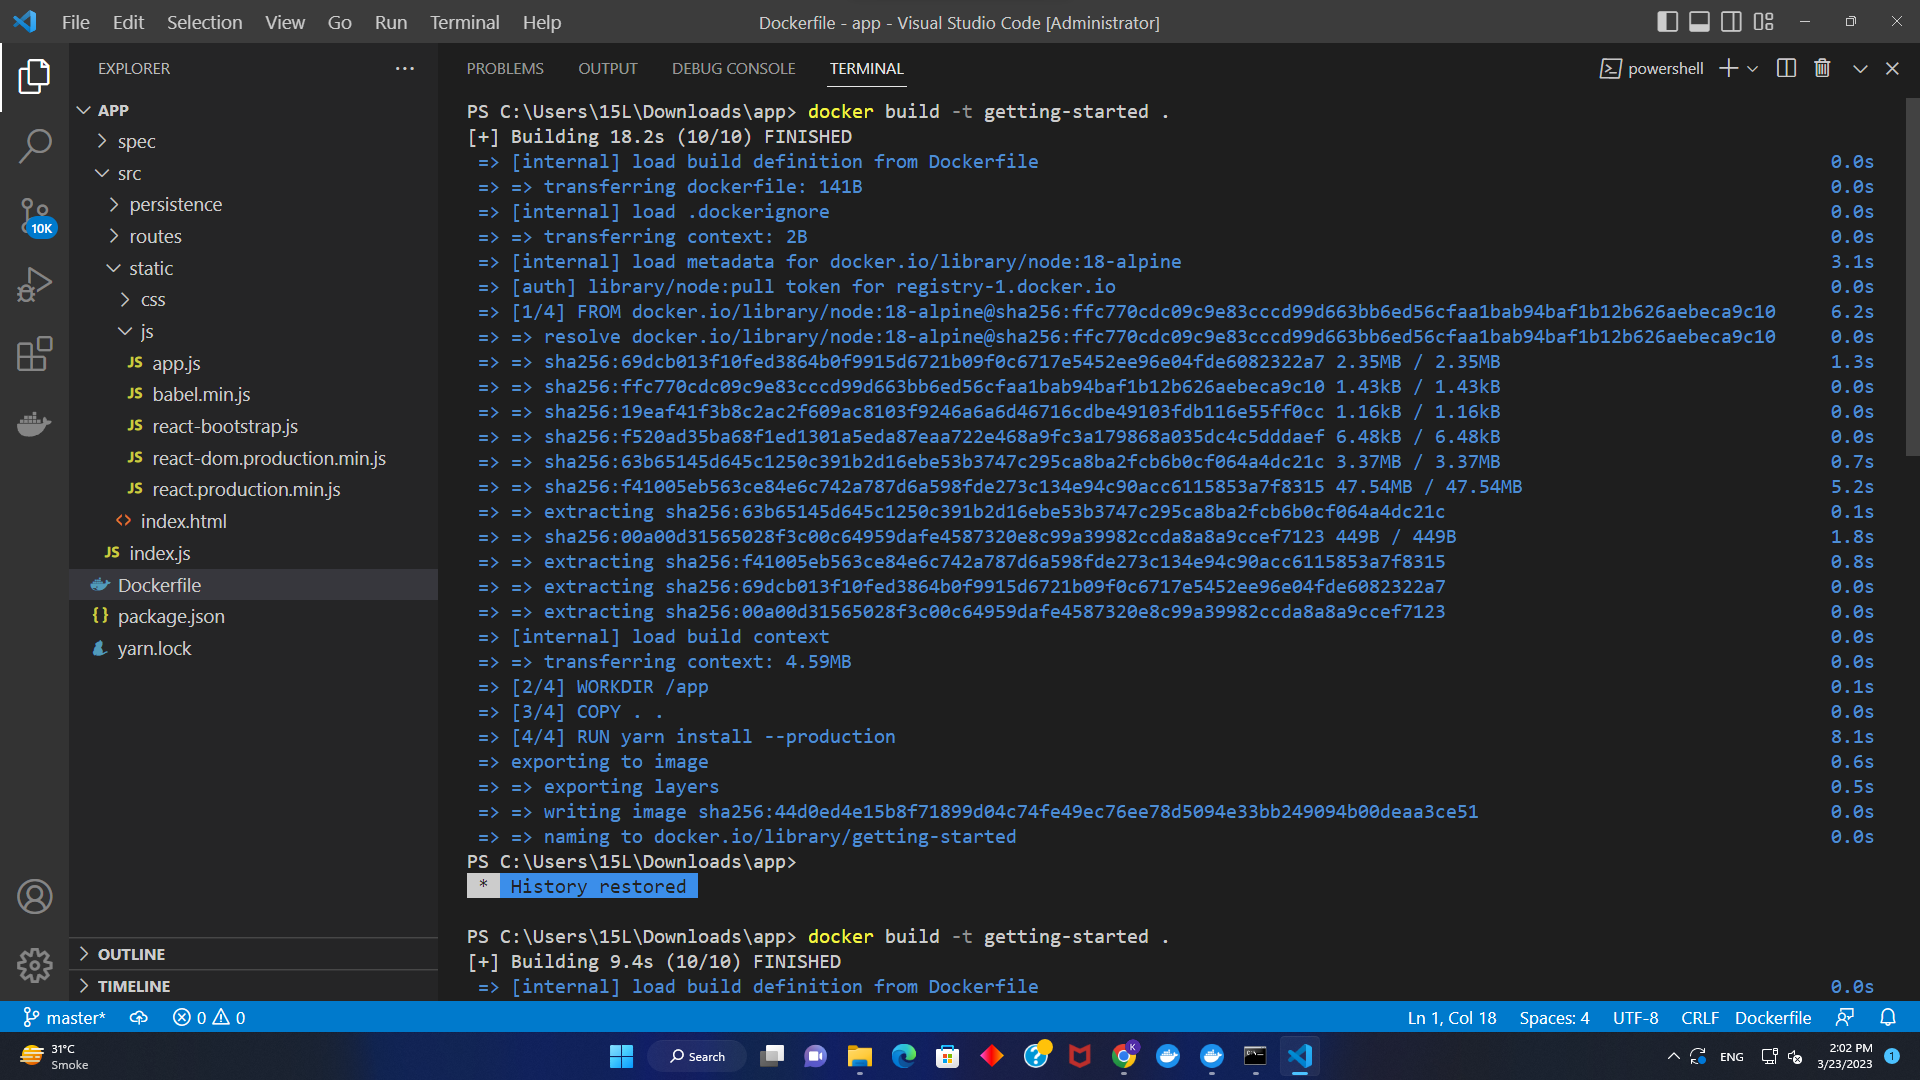 File Edit Selection View Go Run Terminal Help
Dockerfile - app - Visual Studio Code [Administrator]
EXPLORER
APP
spec
src
persistence
routes
static
css
js
JS app.js
JS babel.min.js
JS react-bootstrap.js
JS react-dom.production.min.js
JS react.production.min.js
<> index.html
JS index.js
Dockerfile
{} package.json
yarn.lock
OUTLINE
TIMELINE
10K
PROBLEMS OUTPUT DEBUG CONSOLE TERMINAL
powershell
PS C:\Users\15L\Downloads\app> docker build -t getting-started .
[+] Building 18.2s (10/10) FINISHED
=> [internal] load build definition from Dockerfile 0.0s
=> => transferring dockerfile: 141B 0.0s
=> [internal] load .dockerignore 0.0s
=> => transferring context: 2B 0.0s
=> [internal] load metadata for docker.io/library/node:18-alpine 3.1s
=> [auth] library/node:pull token for registry-1.docker.io 0.0s
=> [1/4] FROM docker.io/library/node:18-alpine@sha256:ffc770cdc09c9e83cccd99d663bb6ed56cfaa1bab94baf1b12b626aebeca9c10 6.2s
=> => resolve docker.io/library/node:18-alpine@sha256:ffc770cdc09c9e83cccd99d663bb6ed56cfaa1bab94baf1b12b626aebeca9c10 0.0s
=> => sha256:69dcb013f10fed3864b0f9915d6721b09f0c6717e5452ee96e04fde6082322a7 2.35MB / 2.35MB 1.3s
=> => sha256:ffc770cdc09c9e83cccd99d663bb6ed56cfaa1bab94baf1b12b626aebeca9c10 1.43kB / 1.43kB 0.0s
=> => sha256:19eaf41f3b8c2ac2f609ac8103f9246a6a6d46716cdbe49103fdb116e55ff0cc 1.16kB / 1.16kB 0.0s
=> => sha256:f520ad35ba68f1ed1301a5eda87eaa722e468a9fc3a179868a035dc4c5dddaef 6.48kB / 6.48kB 0.0s
=> => sha256:63b65145d645c1250c391b2d16ebe53b3747c295ca8ba2fcb6b0cf064a4dc21c 3.37MB / 3.37MB 0.7s
=> => sha256:f41005eb563ce84e6c742a787d6a598fde273c134e94c90acc6115853a7f8315 47.54MB / 47.54MB 5.2s
=> => extracting sha256:63b65145d645c1250c391b2d16ebe53b3747c295ca8ba2fcb6b0cf064a4dc21c 0.1s
=> => sha256:00a00d31565028f3c00c64959dafe4587320e8c99a39982ccda8a8a9ccef7123 449B / 449B 1.8s
=> => extracting sha256:f41005eb563ce84e6c742a787d6a598fde273c134e94c90acc6115853a7f8315 0.8s
=> => extracting sha256:69dcb013f10fed3864b0f9915d6721b09f0c6717e5452ee96e04fde6082322a7 0.0s
=> => extracting sha256:00a00d31565028f3c00c64959dafe4587320e8c99a39982ccda8a8a9ccef7123 0.0s
=> [internal] load build context 0.0s
=> => transferring context: 4.59MB 0.0s
=> [2/4] WORKDIR /app 0.1s
=> [3/4] COPY . . 0.0s
=> [4/4] RUN yarn install --production 8.1s
=> exporting to image 0.6s
=> => exporting layers 0.5s
=> => writing image sha256:44d0ed4e15b8f71899d04c74fe49ec76ee78d5094e33bb249094b00deaa3ce51 0.0s
=> => naming to docker.io/library/getting-started 0.0s
PS C:\Users\15L\Downloads\app>
* History restored
PS C:\Users\15L\Downloads\app> docker build -t getting-started .
[+] Building 9.4s (10/10) FINISHED
=> [internal] load build definition from Dockerfile 0.0s
master* 0 0
Ln 1, Col 18 Spaces: 4 UTF-8 CRLF Dockerfile
31°C
Smoke
Search
K
ENG
2:02 PM
3/23/2023
1